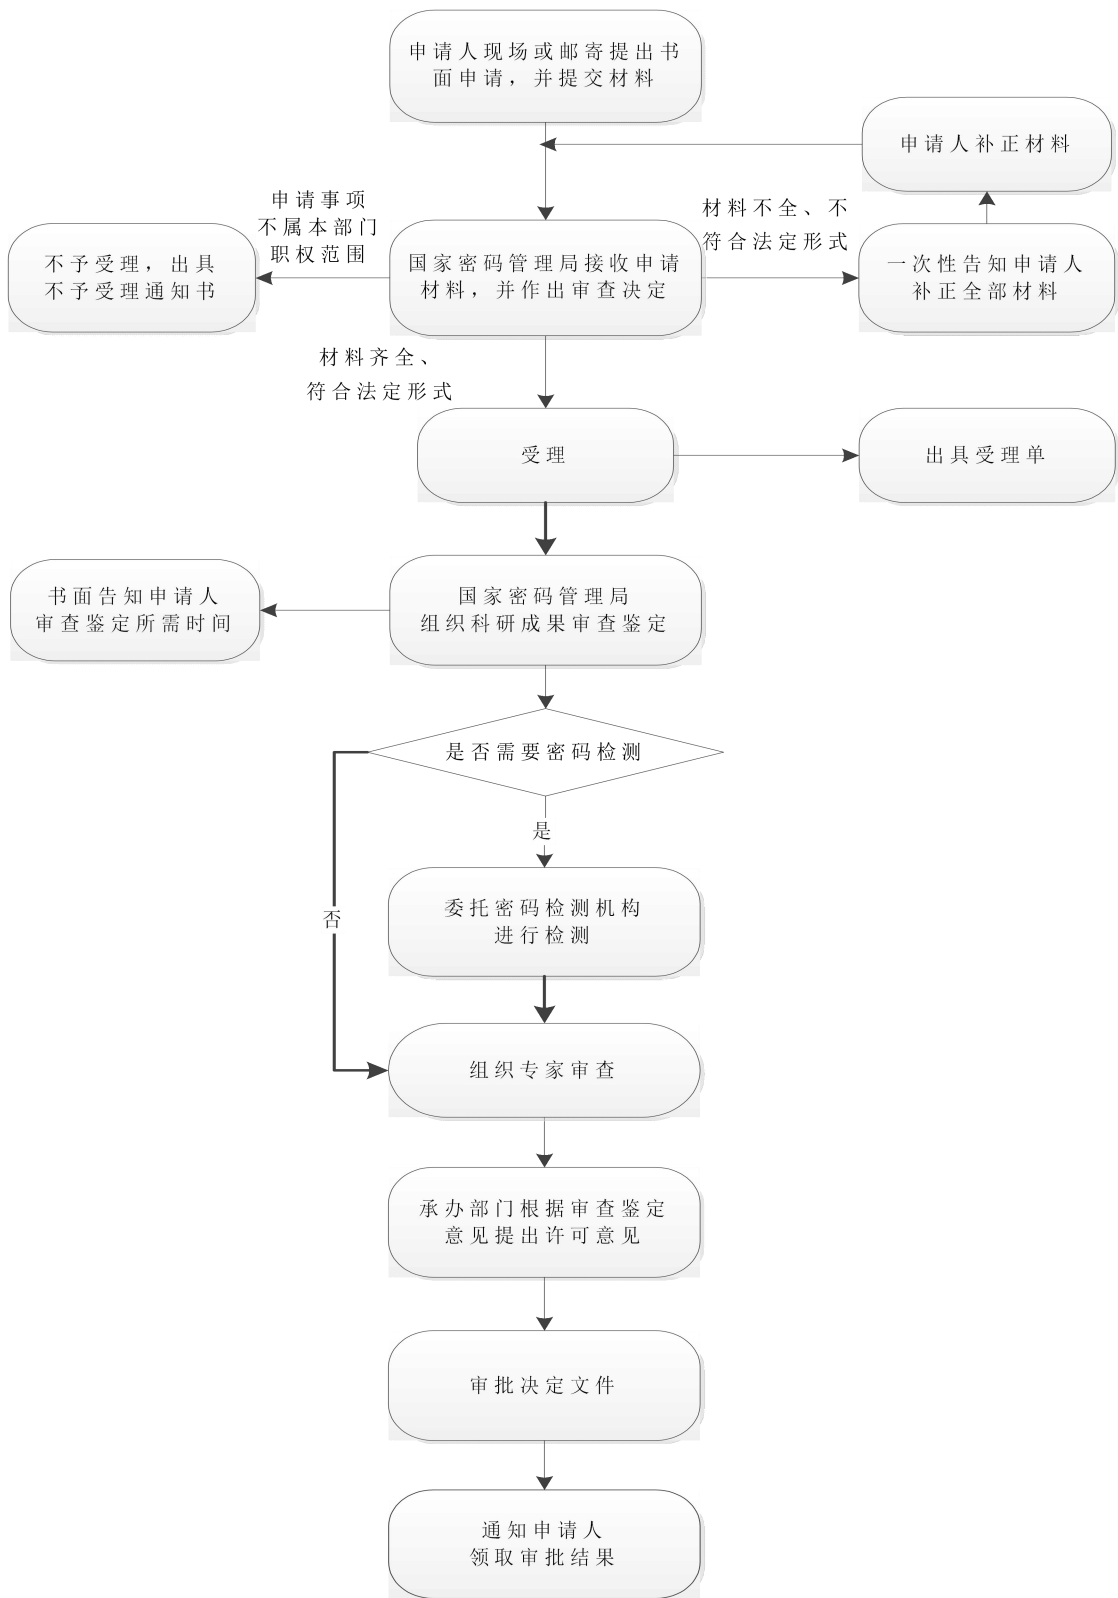 申请人现场或邮寄提出书
面申请，并提交材料
申请人补正材料
申请事项
不属本部门
职权范围
材料不全、不
符合法定形式
不予受理，出具
不予受理通知书
国家密码管理局接收申请
材料，并作出审查决定
一次性告知申请人
补正全部材料
材料齐全、
符合法定形式
受理
出具受理单
书面告知申请人
审查鉴定所需时间
国家密码管理局
组织科研成果审查鉴定
是否需要密码检测
是
否
委托密码检测机构
进行检测
组织专家审查
承办部门根据审查鉴定
意见提出许可意见
审批决定文件
通知申请人
领取审批结果